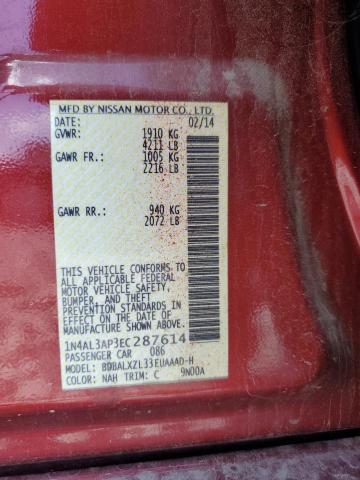 MFD BY NISSAN MOTOR CO., LTD.
DATE: 02/14
GVWR: 1910 KG
4211 LB
GAWR FR.: 1005 KG
2216 LB
GAWR RR.: 940 KG
2072 LB
THIS VEHICLE CONFORMS TO
ALL APPLICABLE FEDERAL
MOTOR VEHICLE SAFETY,
BUMPER, AND THEFT
PREVENTION STANDARDS IN
EFFECT ON THE DATE OF
MANUFACTURE SHOWN ABOVE.
1N4AL3AP3EC287614
PASSENGER CAR 086
MODEL: BDBALXZL33EUAAAD-H
COLOR: NAH TRIM: C 9N00A